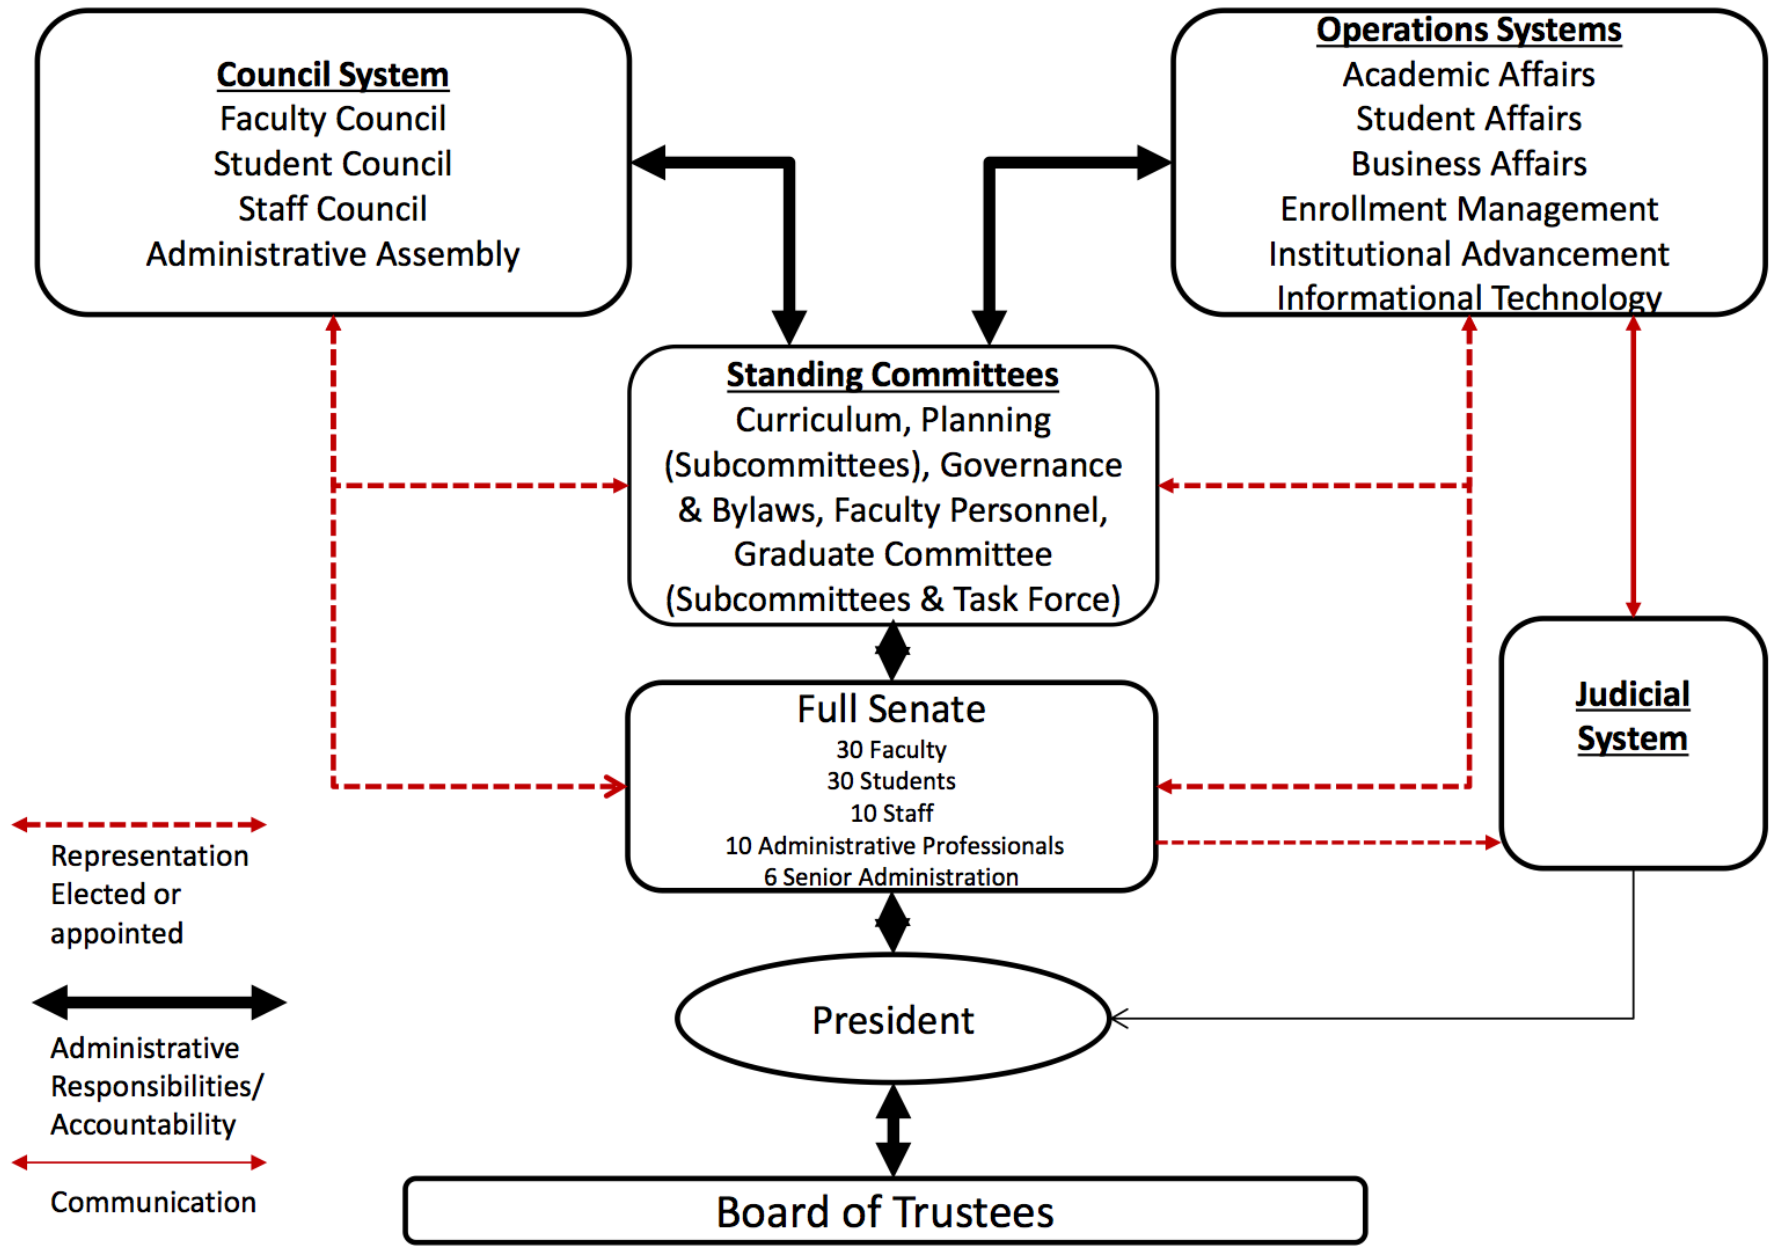 Council System
Faculty Council
Student Council
Staff Council
Administrative Assembly
Operations Systems
Academic Affairs
Student Affairs
Business Affairs
Enrollment Management
Institutional Advancement
Informational Technology
Standing Committees
Curriculum, Planning
(Subcommittees), Governance
& Bylaws, Faculty Personnel,
Graduate Committee
(Subcommittees & Task Force)
Full Senate
30 Faculty
30 Students
10 Staff
10 Administrative Professionals
6 Senior Administration
Judicial
System
President
Board of Trustees
Representation
Elected or
appointed
Administrative
Responsibilities/
Accountability
Communication